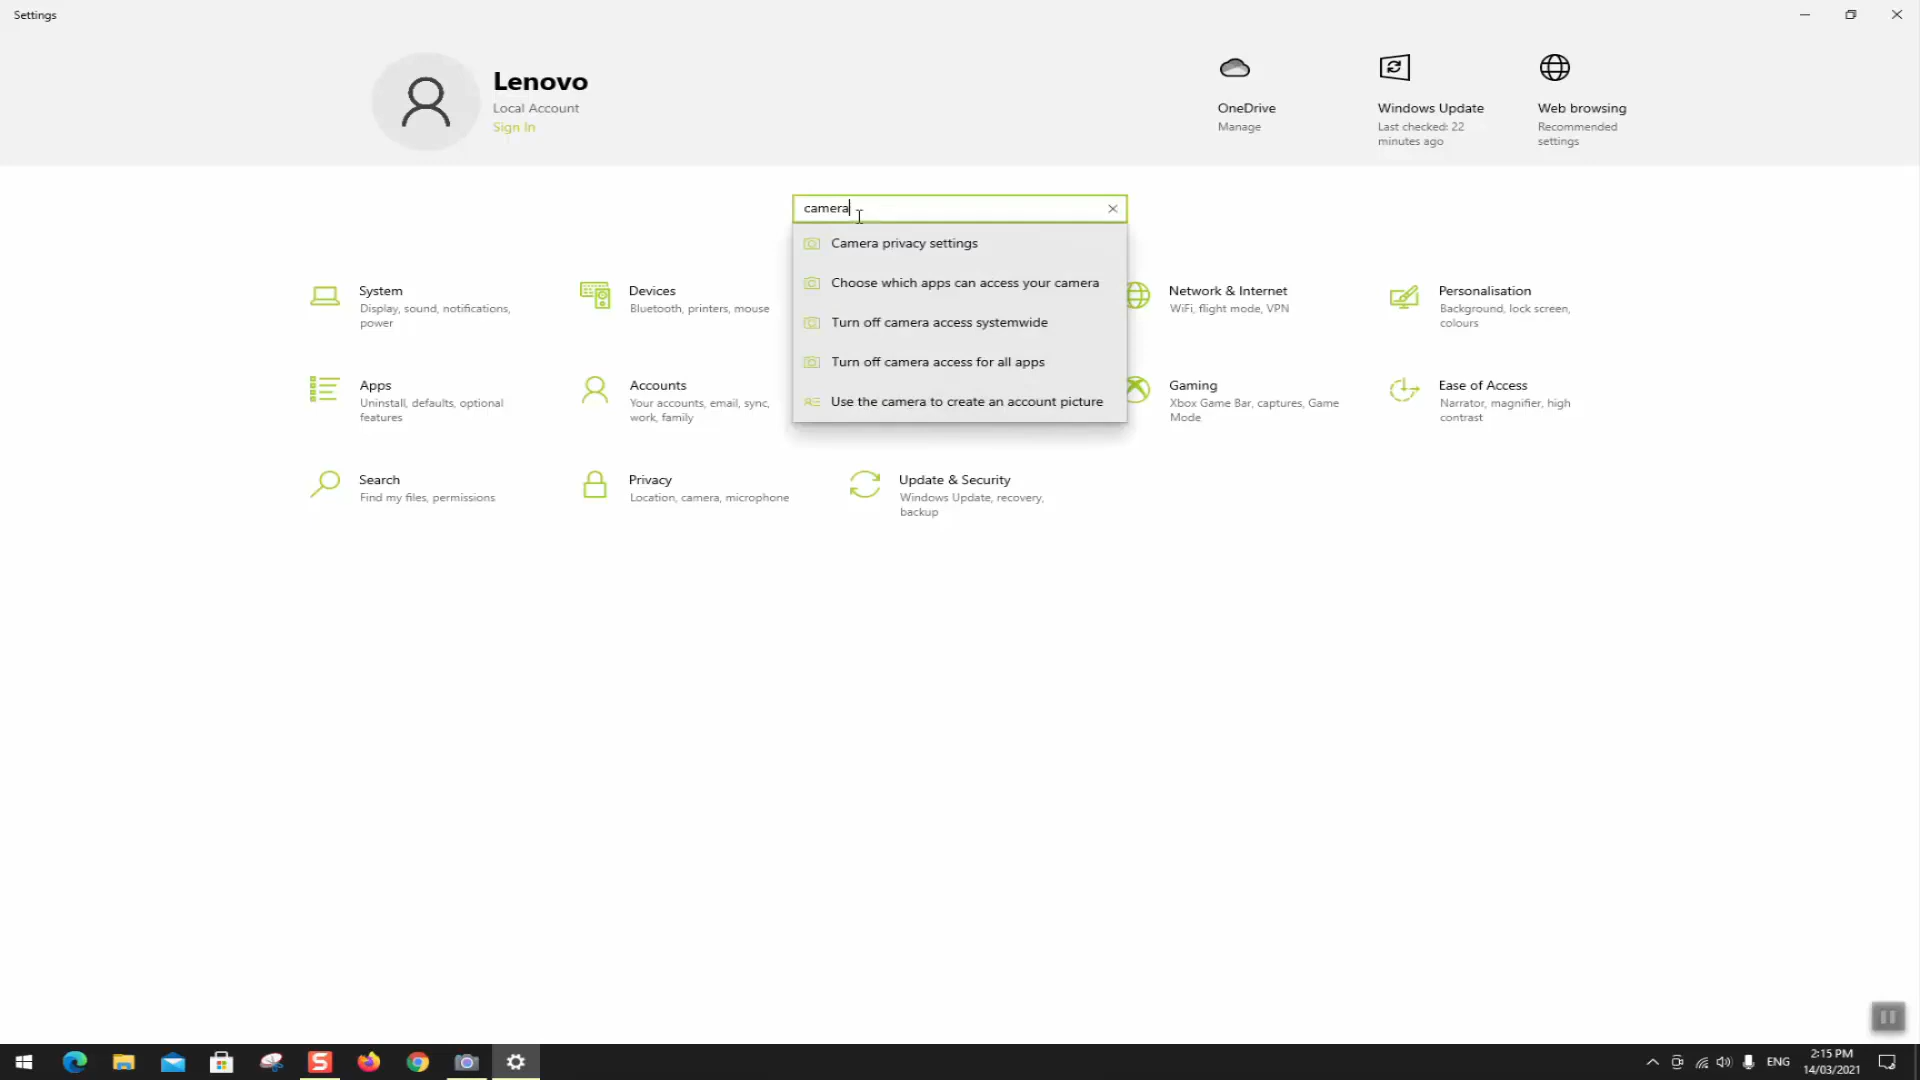 Settings
Lenovo
Local Account
Sign In
OneDrive
Manage
Windows Update
Last checked: 22
minutes ago
Web browsing
Recommended
settings
camera
Camera privacy settings
Choose which apps can access your camera
Turn off camera access systemwide
Turn off camera access for all apps
Use the camera to create an account picture
System
Display, sound, notifications,
power
Devices
Bluetooth, printers, mouse
Network & Internet
WiFi, flight mode, VPN
Personalisation
Background, lock screen,
colours
Apps
Uninstall, defaults, optional
features
Accounts
Your accounts, email, sync,
work, family
Gaming
Xbox Game Bar, captures, Game
Mode
Ease of Access
Narrator, magnifier, high
contrast
Search
Find my files, permissions
Privacy
Location, camera, microphone
Update & Security
Windows Update, recovery,
backup
S
ENG
2:15 PM
14/03/2021